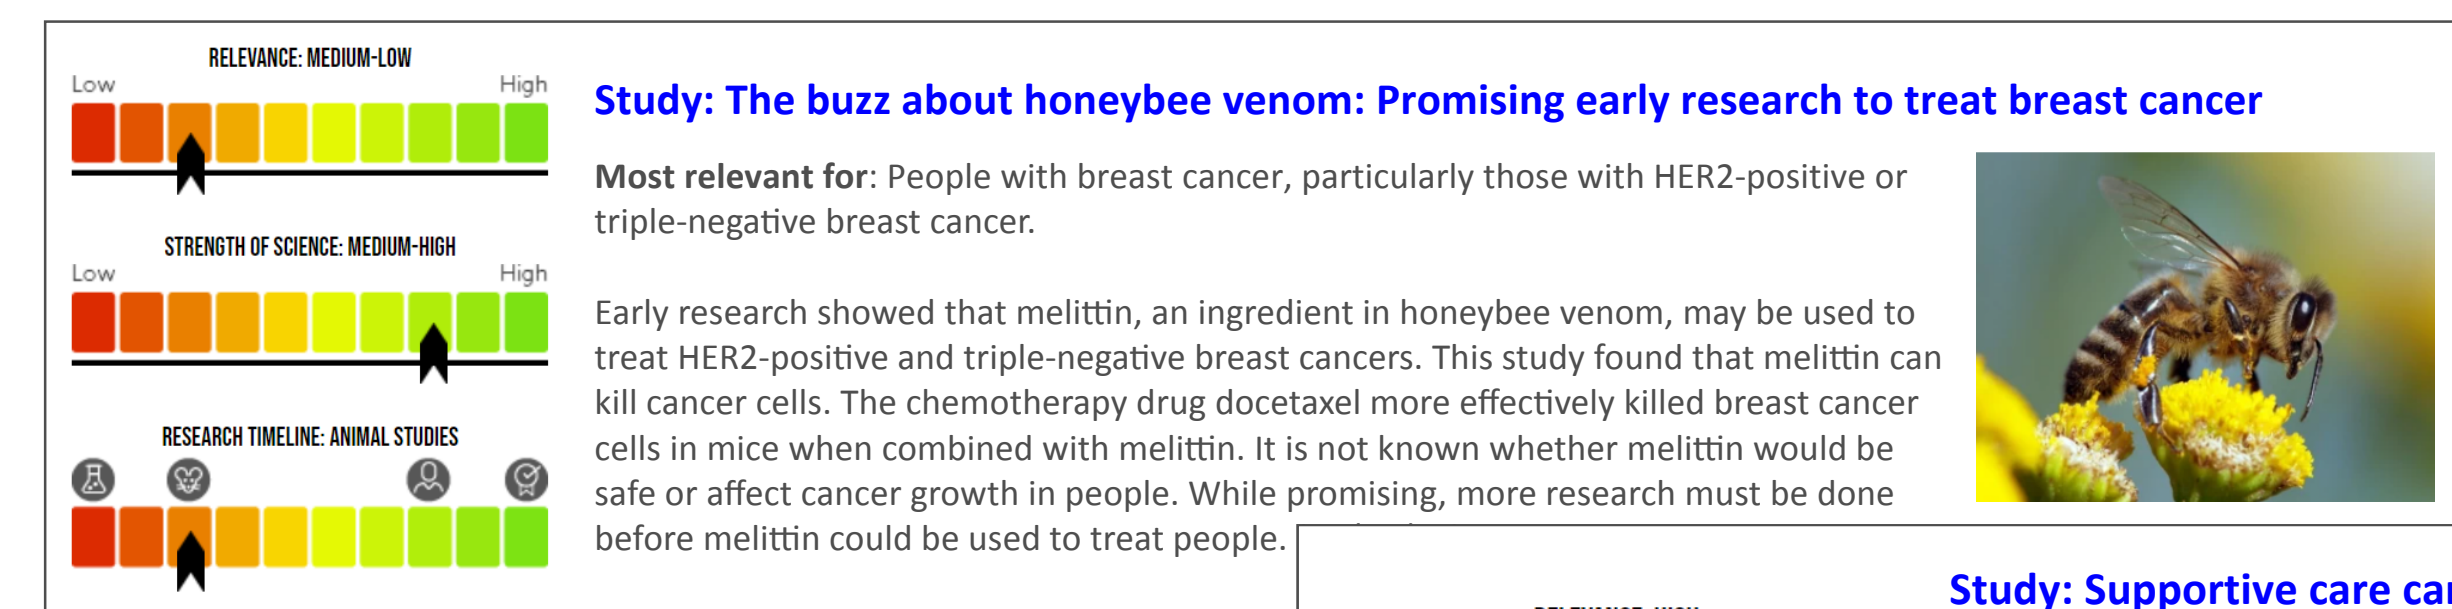 RELEVANCE: MEDIUM-LOW
Low High
STRENGTH OF SCIENCE: MEDIUM-HIGH
Low High
RESEARCH TIMELINE: ANIMAL STUDIES
Study: The buzz about honeybee venom: Promising early research to treat breast cancer
Most relevant for: People with breast cancer, particularly those with HER2-positive or
triple-negative breast cancer.
Early research showed that melittin, an ingredient in honeybee venom, may be used to
treat HER2-positive and triple-negative breast cancers. This study found that melittin can
kill cancer cells. The chemotherapy drug docetaxel more effectively killed breast cancer
cells in mice when combined with melittin. It is not known whether melittin would be
safe or affect cancer growth in people. While promising, more research must be done
before melittin could be used to treat people.
Study: Supportive care